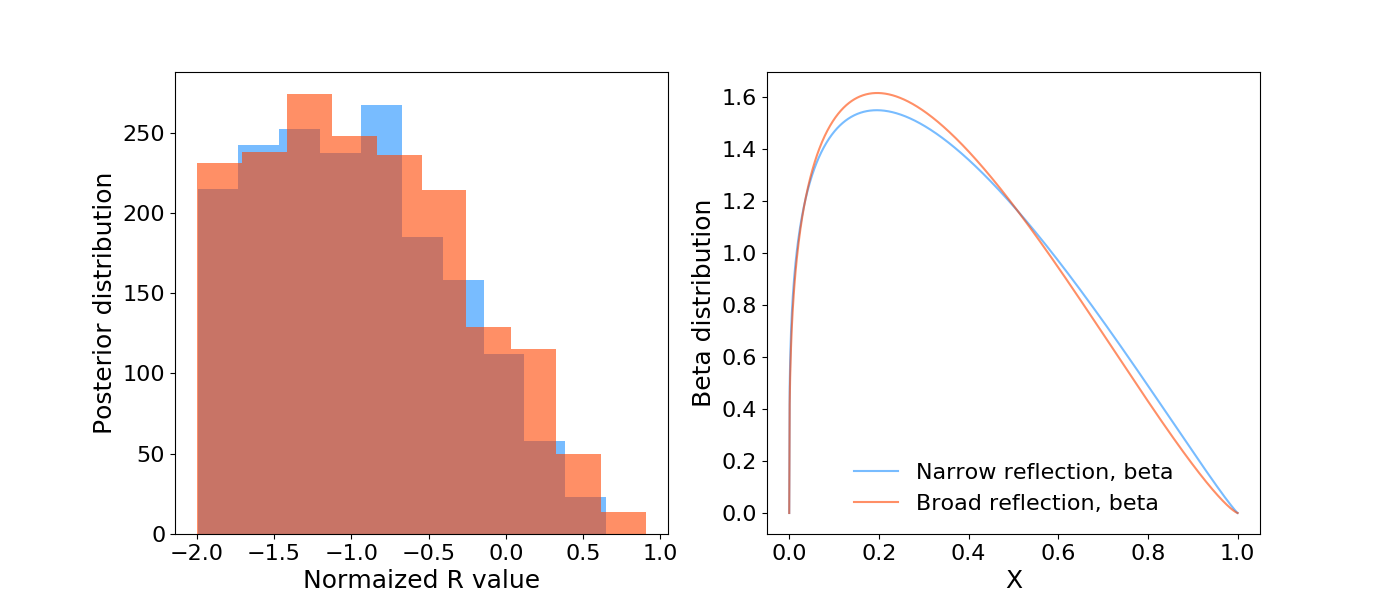 Posterior distribution
250
200
150
100
50
0
−2.0 −1.5 −1.0 −0.5 0.0 0.5 1.0
Normaized R value
Beta distribution
1.6
1.4
1.2
1.0
0.8
0.6
0.4
0.2
0.0
Narrow reflection, beta
Broad reflection, beta
0.0 0.2 0.4 0.6 0.8 1.0
X